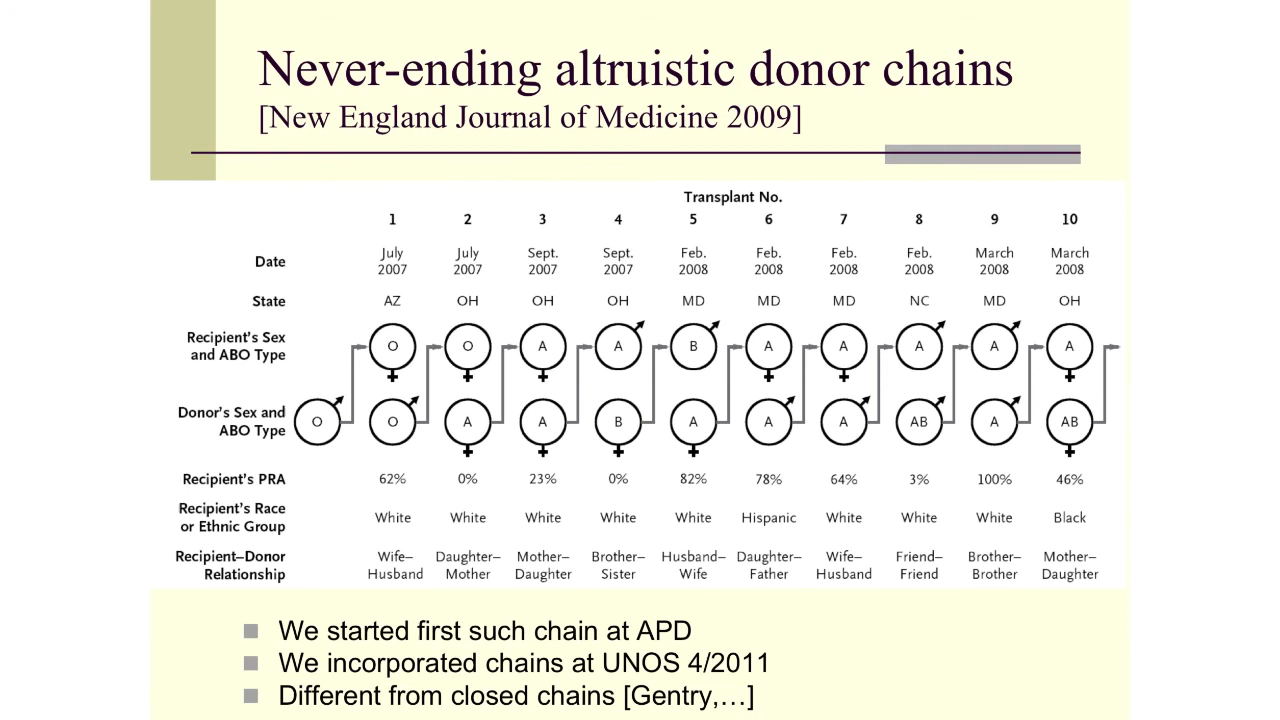 Never-ending altruistic donor chains
[New England Journal of Medicine 2009]
Transplant No.
1 2 3 4 5 6 7 8 9 10
Date
July 2007 July 2007 Sept. 2007 Sept. 2007 Feb. 2008 Feb. 2008 Feb. 2008 Feb. 2008 March 2008 March 2008
State AZ OH OH OH MD MD MD NC MD OH
Recipient's Sex
and ABO Type
O O A A B A A A A A
Donor's Sex and
ABO Type
O O A A B A A A AB A AB
Recipient's PRA 62% 0% 23% 0% 82% 78% 64% 3% 100% 46%
Recipient's Race
or Ethnic Group
White White White White White Hispanic White White White Black
Recipient–Donor
Relationship
Wife– Daughter– Mother– Brother– Husband– Daughter– Wife– Friend– Brother– Mother–
Husband Mother Daughter Sister Wife Father Husband Friend Brother Daughter
We started first such chain at APD
We incorporated chains at UNOS 4/2011
Different from closed chains [Gentry,…]